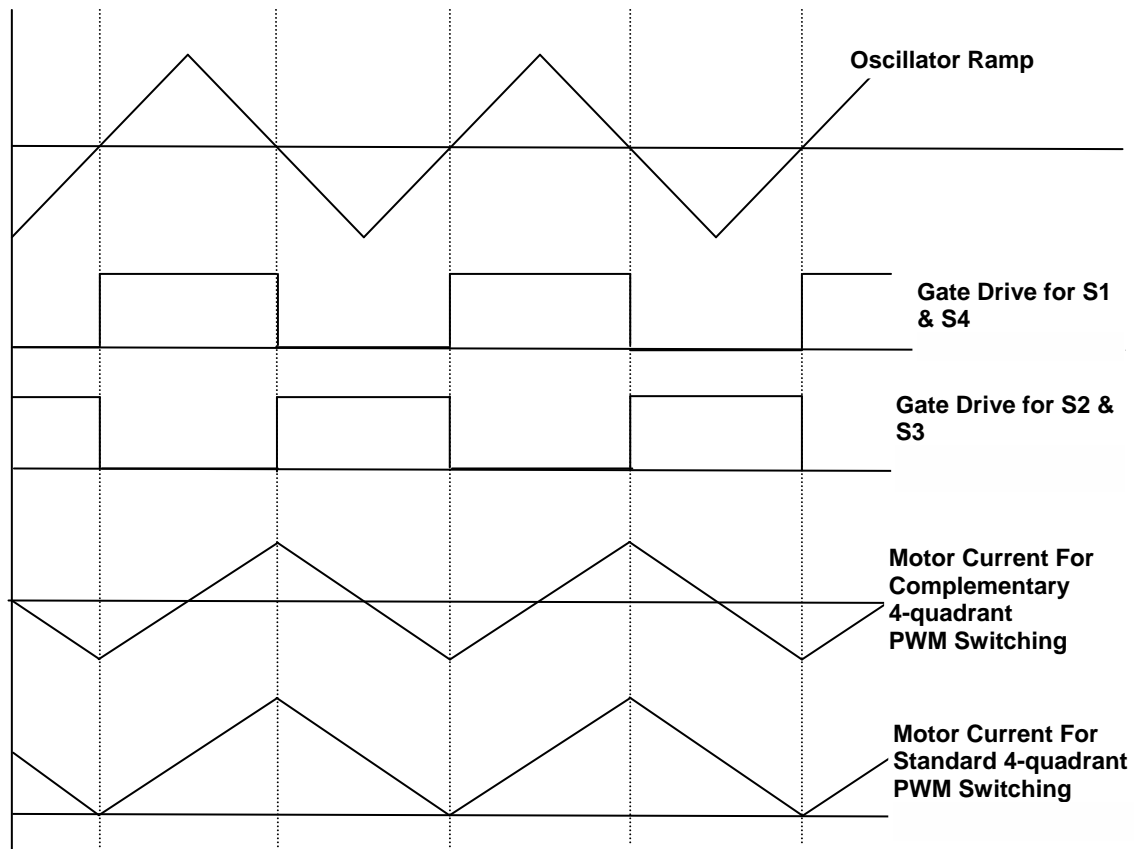 Oscillator Ramp
Gate Drive for S1
& S4
Gate Drive for S2 &
S3
Motor Current For
Complementary
4-quadrant
PWM Switching
Motor Current For
Standard 4-quadrant
PWM Switching